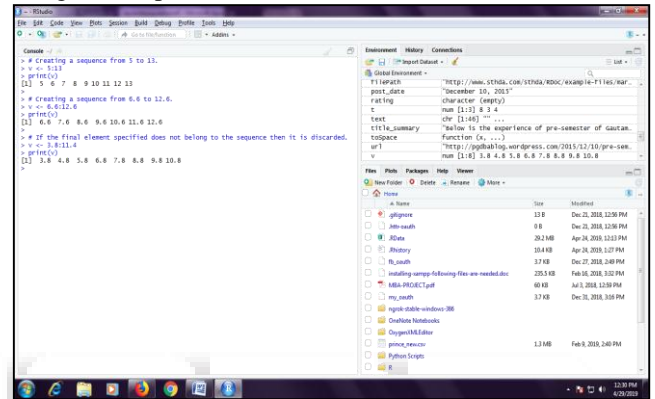 ~ - RStudio
File Edit Code View Plots Session Build Debug Profile Tools Help
Go to file/function Addins
Console ~/
> # Creating a sequence from 5 to 13.
> v <- 5:13
> print(v)
[1] 5 6 7 8 9 10 11 12 13
>
> # Creating a sequence from 6.6 to 12.6.
> v <- 6.6:12.6
> print(v)
[1] 6.6 7.6 8.6 9.6 10.6 11.6 12.6
>
> # If the final element specified does not belong to the sequence then it is discarded.
> v <- 3.8:11.4
> print(v)
[1] 3.8 4.8 5.8 6.8 7.8 8.8 9.8 10.8
>
Environment History Connections
Import Dataset List
Global Environment
filePath "http://www.sthda.com/sthda/RDoc/example-files/mar…
post_date "December 10, 2015"
rating character (empty)
t num [1:3] 8 3 4
text chr [1:46] "" ...
title_summary "Below is the experience of pre-semester of Gautam…
toSpace function (x, ...)
url "http://pgdbablog.wordpress.com/2015/12/10/pre-sem…
v num [1:8] 3.8 4.8 5.8 6.8 7.8 8.8 9.8 10.8
Files Plots Packages Help Viewer
New Folder Delete Rename More
Home
Name Size Modified
.gitignore 13 B Dec 21, 2018, 12:56 PM
.httr-oauth 0 B Dec 21, 2018, 12:56 PM
.RData 29.2 MB Apr 24, 2019, 12:13 PM
.Rhistory 10.4 KB Apr 24, 2019, 1:27 PM
fb_oauth 3.7 KB Dec 27, 2018, 2:49 PM
installing-xampp-following-files-are-needed.doc 235.5 KB Feb 16, 2018, 3:32 PM
MBA-PROJECT.pdf 60 KB Jul 3, 2018, 12:59 PM
my_oauth 3.7 KB Dec 31, 2018, 3:16 PM
ngrok-stable-windows-386
OneNote Notebooks
OxygenXMLEditor
prince_new.csv 1.3 MB Feb 9, 2019, 2:40 PM
Python Scripts
R
12:30 PM
4/29/2019